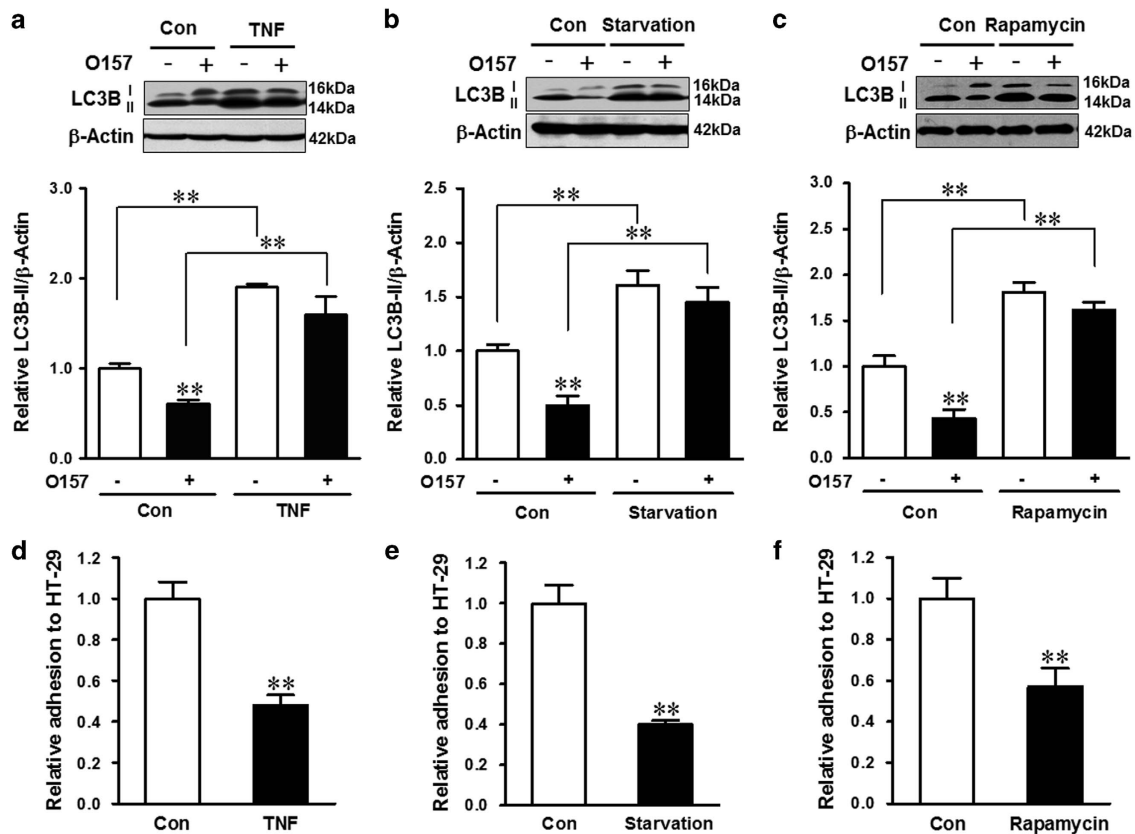 a
Con TNF
O157 - + - +
LC3B I II 16kDa 14kDa
β-Actin 42kDa
Relative LC3B-II/β-Actin
3.0
2.0
1.0
0.0
** ** **
O157 - + - +
Con TNF
b
Con Starvation
O157 - + - +
LC3B I II 16kDa 14kDa
β-Actin 42kDa
Relative LC3B-II/β-Actin
2.5
2.0
1.5
1.0
0.5
0.0
** ** **
O157 - + - +
Con Starvation
c
Con Rapamycin
O157 - + - +
LC3B I II 16kDa 14kDa
β-Actin 42kDa
Relative LC3B-II/β-Actin
3.0
2.5
2.0
1.5
1.0
0.5
0.0
** ** **
O157 - + - +
Con Rapamycin
d
Relative adhesion to HT-29
1.2
1.0
0.8
0.6
0.4
0.2
0.0
**
Con TNF
e
Relative adhesion to HT-29
1.2
1.0
0.8
0.6
0.4
0.2
0.0
**
Con Starvation
f
Relative adhesion to HT-29
1.2
1.0
0.8
0.6
0.4
0.2
0.0
**
Con Rapamycin